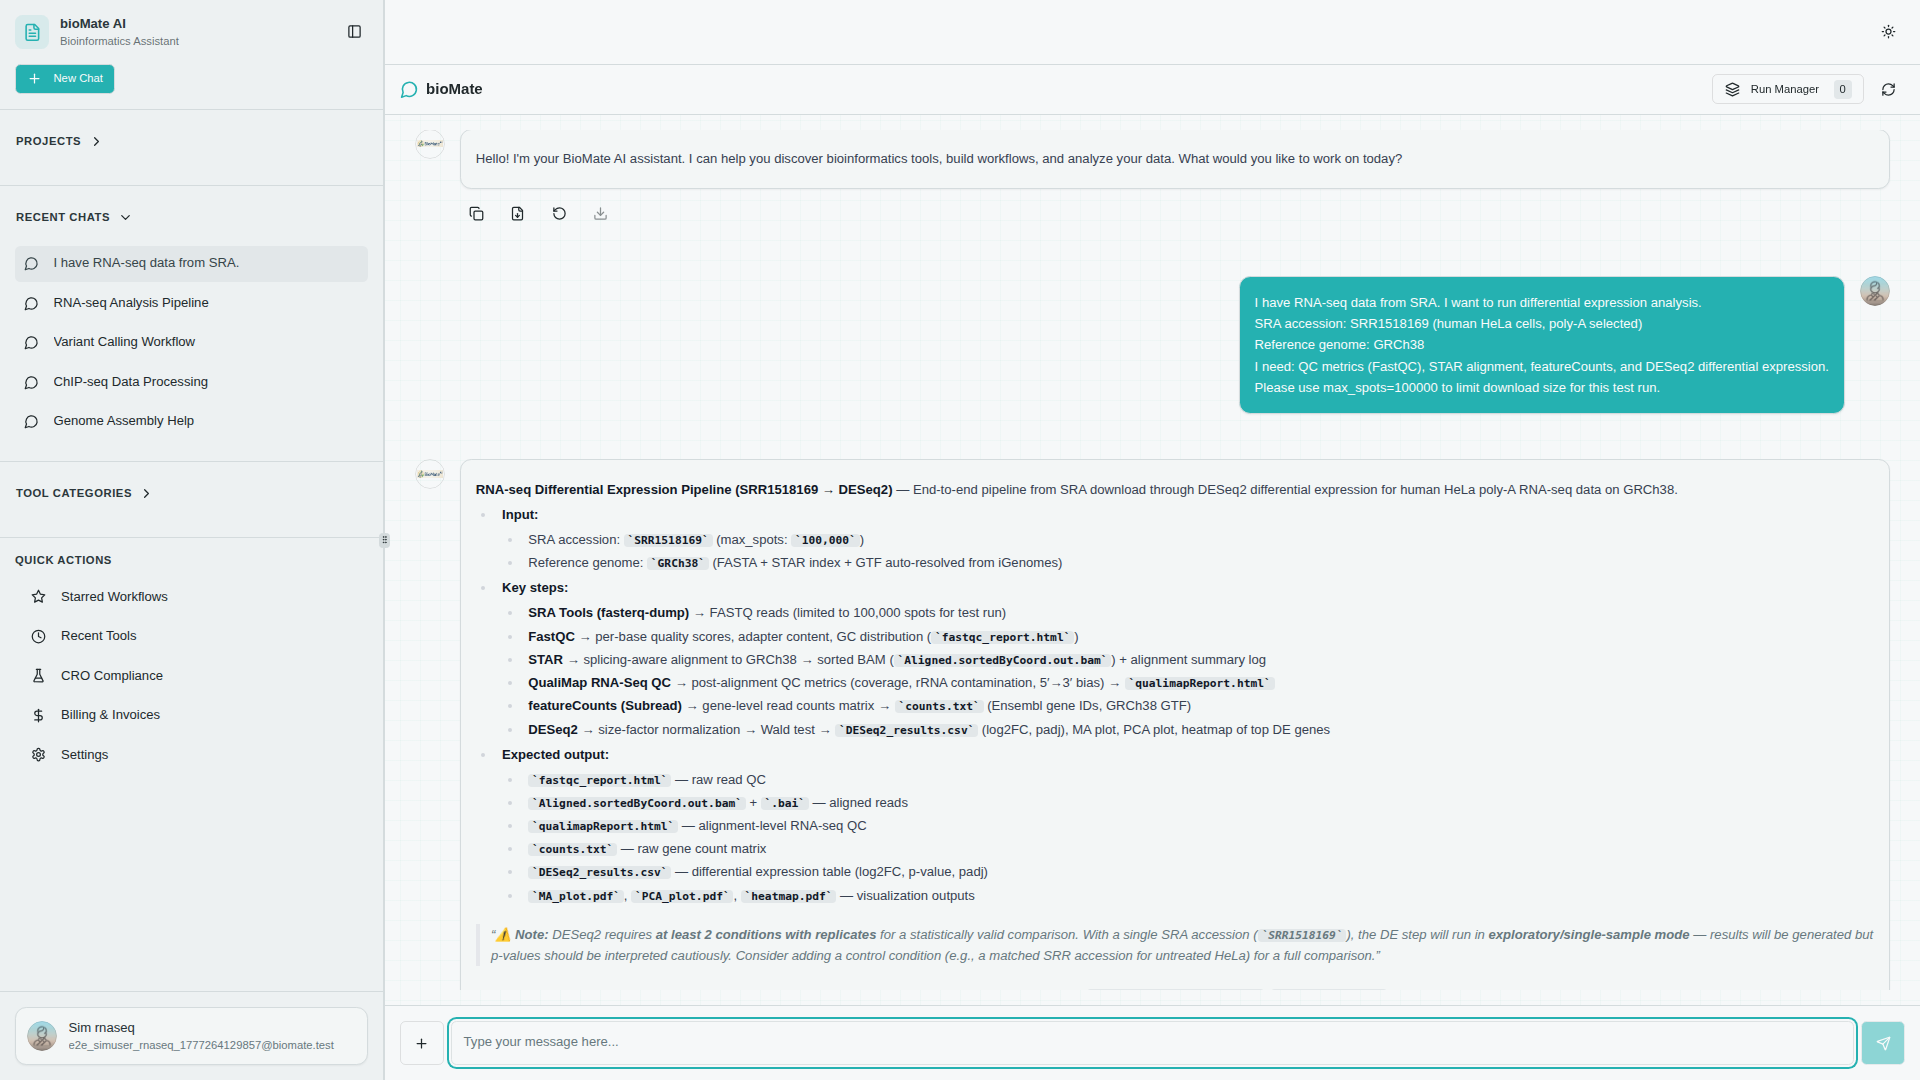 bioMate AI
Bioinformatics Assistant
New Chat
PROJECTS
RECENT CHATS
I have RNA-seq data from SRA.
RNA-seq Analysis Pipeline
Variant Calling Workflow
ChIP-seq Data Processing
Genome Assembly Help
TOOL CATEGORIES
QUICK ACTIONS
Starred Workflows
Recent Tools
CRO Compliance
Billing & Invoices
Settings
Sim rnaseq
e2e_simuser_rnaseq_1777264129857@biomate.test
bioMate
Run Manager 0
Hello! I'm your BioMate AI assistant. I can help you discover bioinformatics tools, build workflows, and analyze your data. What would you like to work on today?
I have RNA-seq data from SRA. I want to run differential expression analysis.
SRA accession: SRR1518169 (human HeLa cells, poly-A selected)
Reference genome: GRCh38
I need: QC metrics (FastQC), STAR alignment, featureCounts, and DESeq2 differential expression.
Please use max_spots=100000 to limit download size for this test run.
RNA-seq Differential Expression Pipeline (SRR1518169 → DESeq2) — End-to-end pipeline from SRA download through DESeq2 differential expression for human HeLa poly-A RNA-seq data on GRCh38.
Input:
SRA accession: `SRR1518169` (max_spots: `100,000`)
Reference genome: `GRCh38` (FASTA + STAR index + GTF auto-resolved from iGenomes)
Key steps:
SRA Tools (fasterq-dump) → FASTQ reads (limited to 100,000 spots for test run)
FastQC → per-base quality scores, adapter content, GC distribution (`fastqc_report.html`)
STAR → splicing-aware alignment to GRCh38 → sorted BAM (`Aligned.sortedByCoord.out.bam`) + alignment summary log
QualiMap RNA-Seq QC → post-alignment QC metrics (coverage, rRNA contamination, 5′→3′ bias) → `qualimapReport.html`
featureCounts (Subread) → gene-level read counts matrix → `counts.txt` (Ensembl gene IDs, GRCh38 GTF)
DESeq2 → size-factor normalization → Wald test → `DESeq2_results.csv` (log2FC, padj), MA plot, PCA plot, heatmap of top DE genes
Expected output:
`fastqc_report.html` — raw read QC
`Aligned.sortedByCoord.out.bam` + `.bai` — aligned reads
`qualimapReport.html` — alignment-level RNA-seq QC
`counts.txt` — raw gene count matrix
`DESeq2_results.csv` — differential expression table (log2FC, p-value, padj)
`MA_plot.pdf`, `PCA_plot.pdf`, `heatmap.pdf` — visualization outputs
“⚠️ Note: DESeq2 requires at least 2 conditions with replicates for a statistically valid comparison. With a single SRA accession (`SRR1518169`), the DE step will run in exploratory/single-sample mode — results will be generated but
p-values should be interpreted cautiously. Consider adding a control condition (e.g., a matched SRR accession for untreated HeLa) for a full comparison.”
Type your message here...